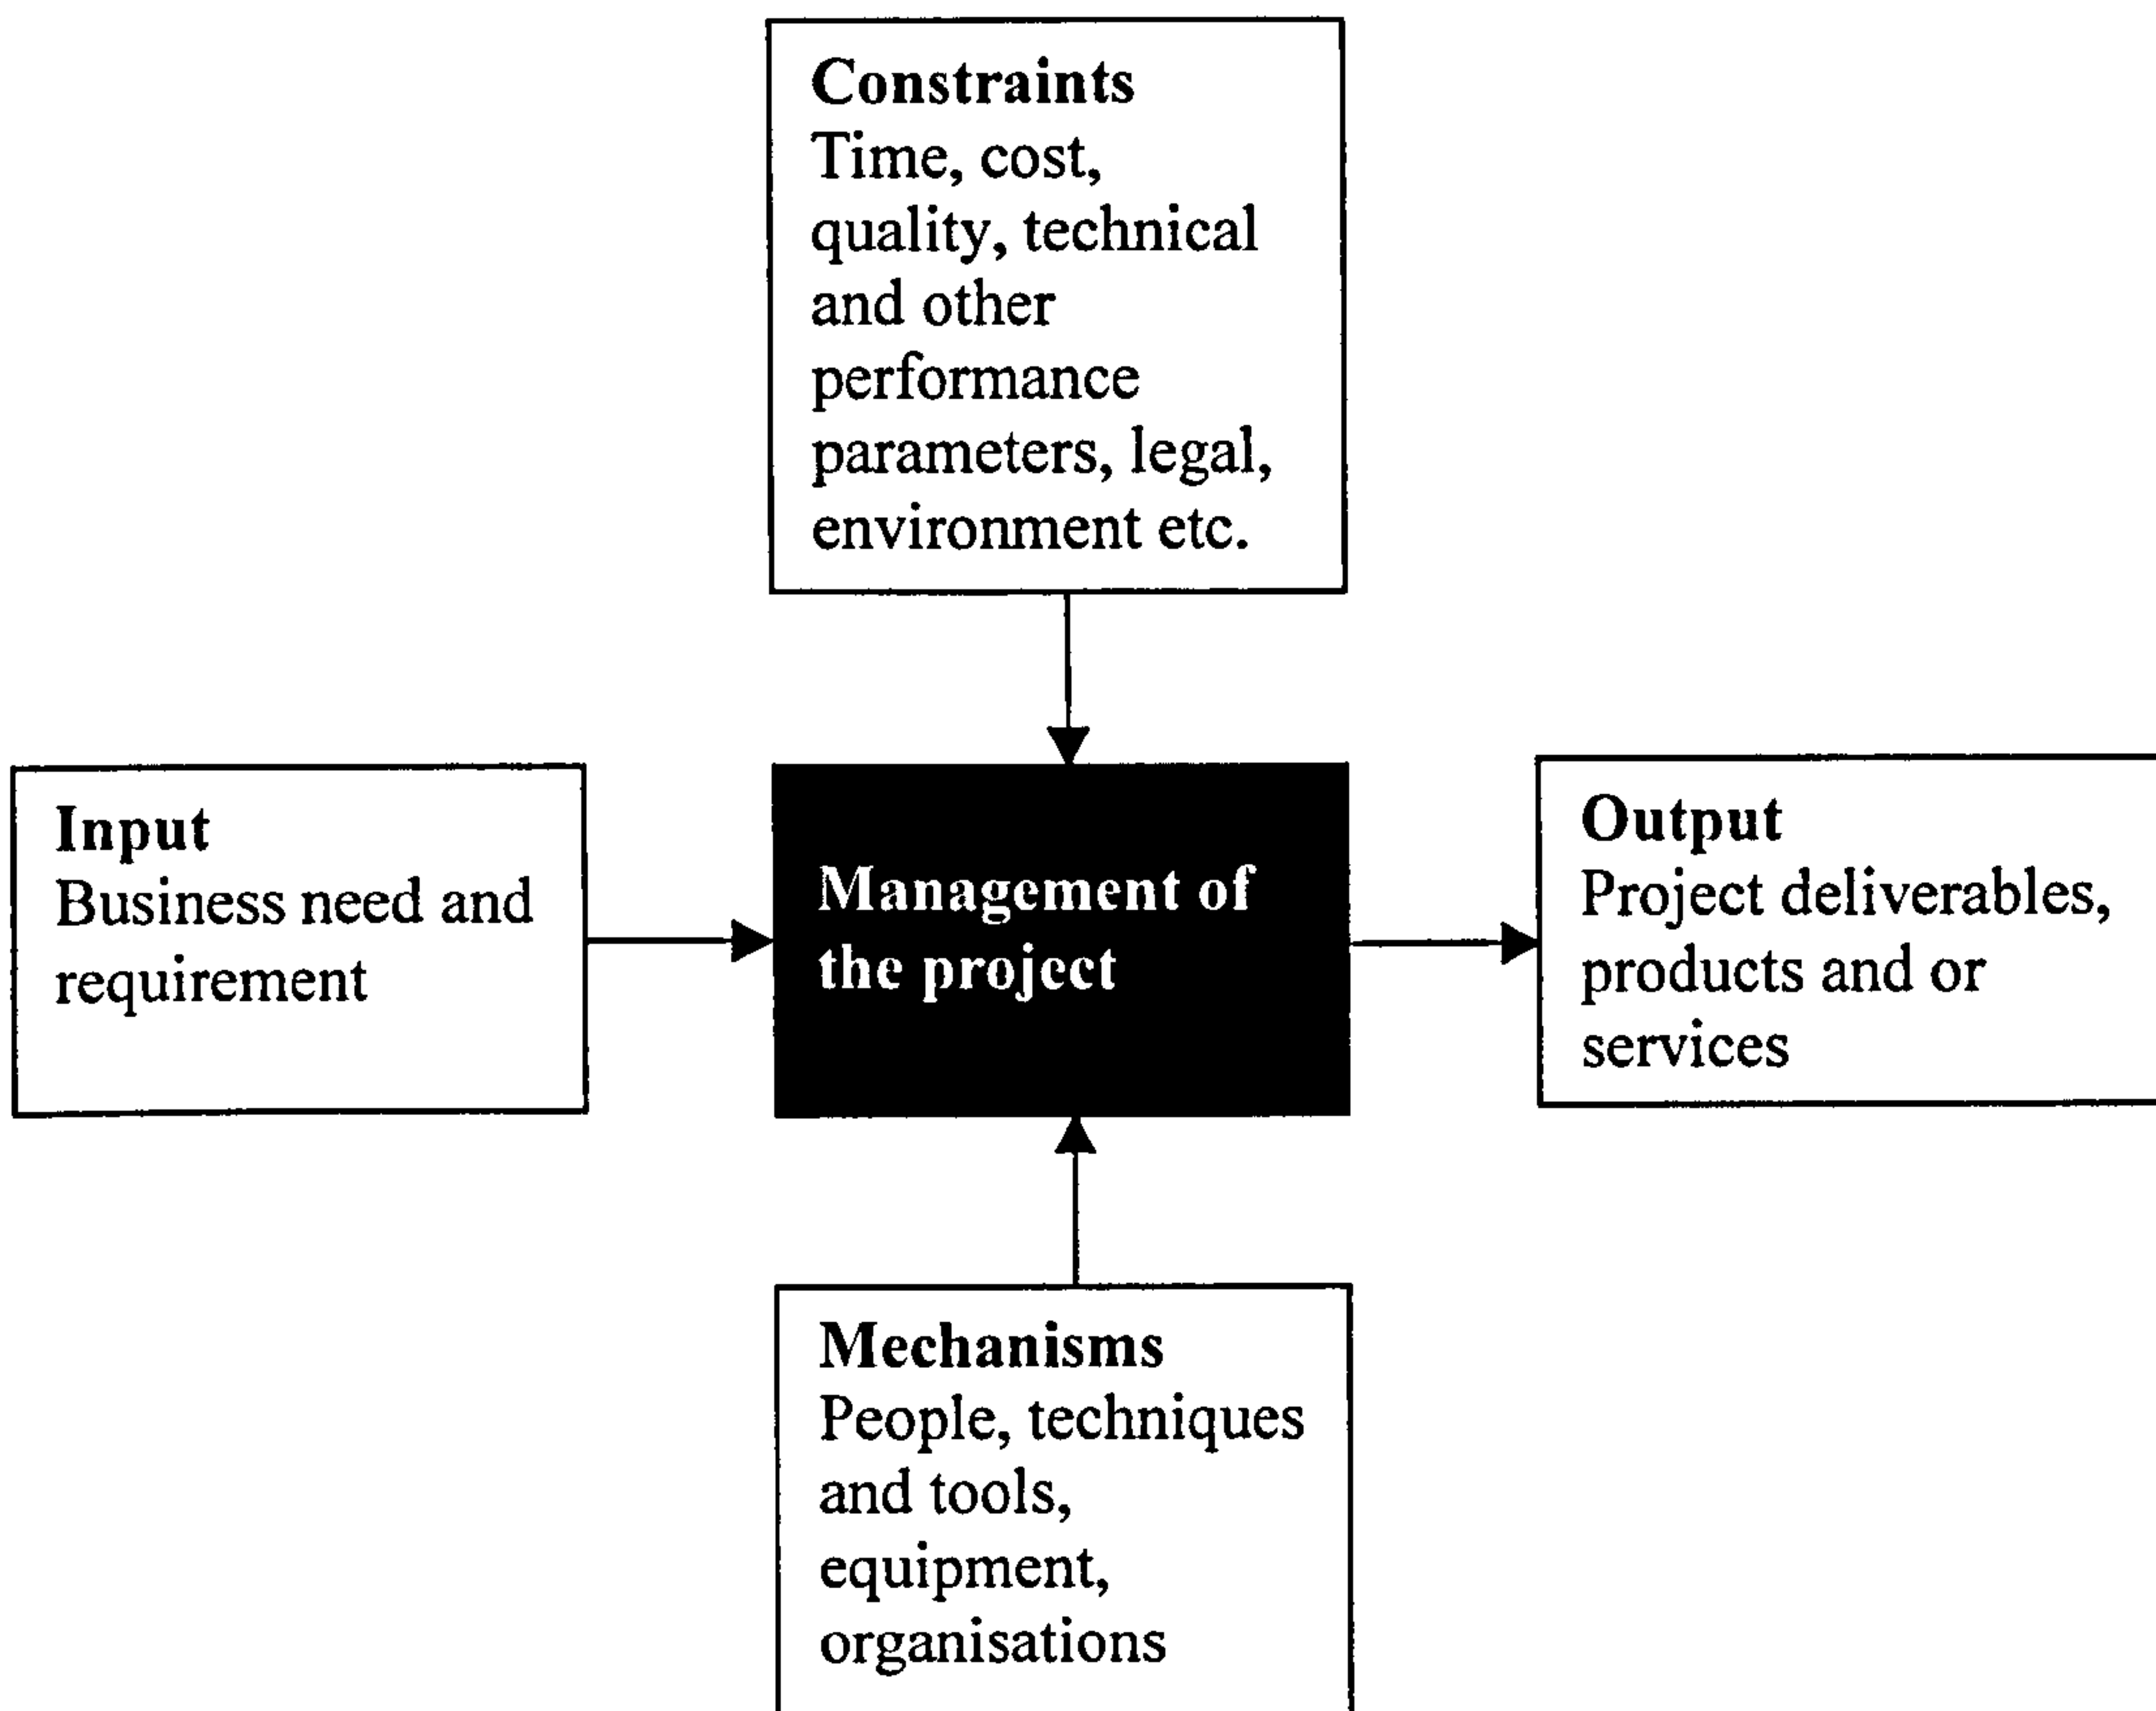 Constraints
Time, cost,
quality, technical
and other
performance
parameters, legal,
environment etc.
Input
Business need and
requirement
Management of
the project
Output
Project deliverables,
products and or
services
Mechanisms
People, techniques
and tools,
equipment,
organisations